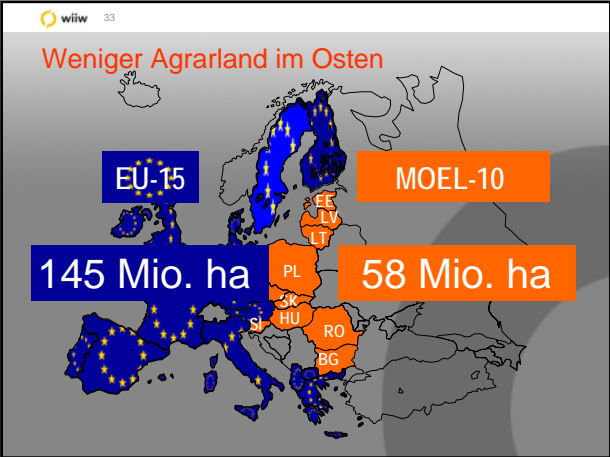 wiiw 33
Weniger Agrarland im Osten
EU-15 MOEL-10
EE
LV
LT
145 Mio. ha PL 58 Mio. ha
SK
SI HU RO
BG